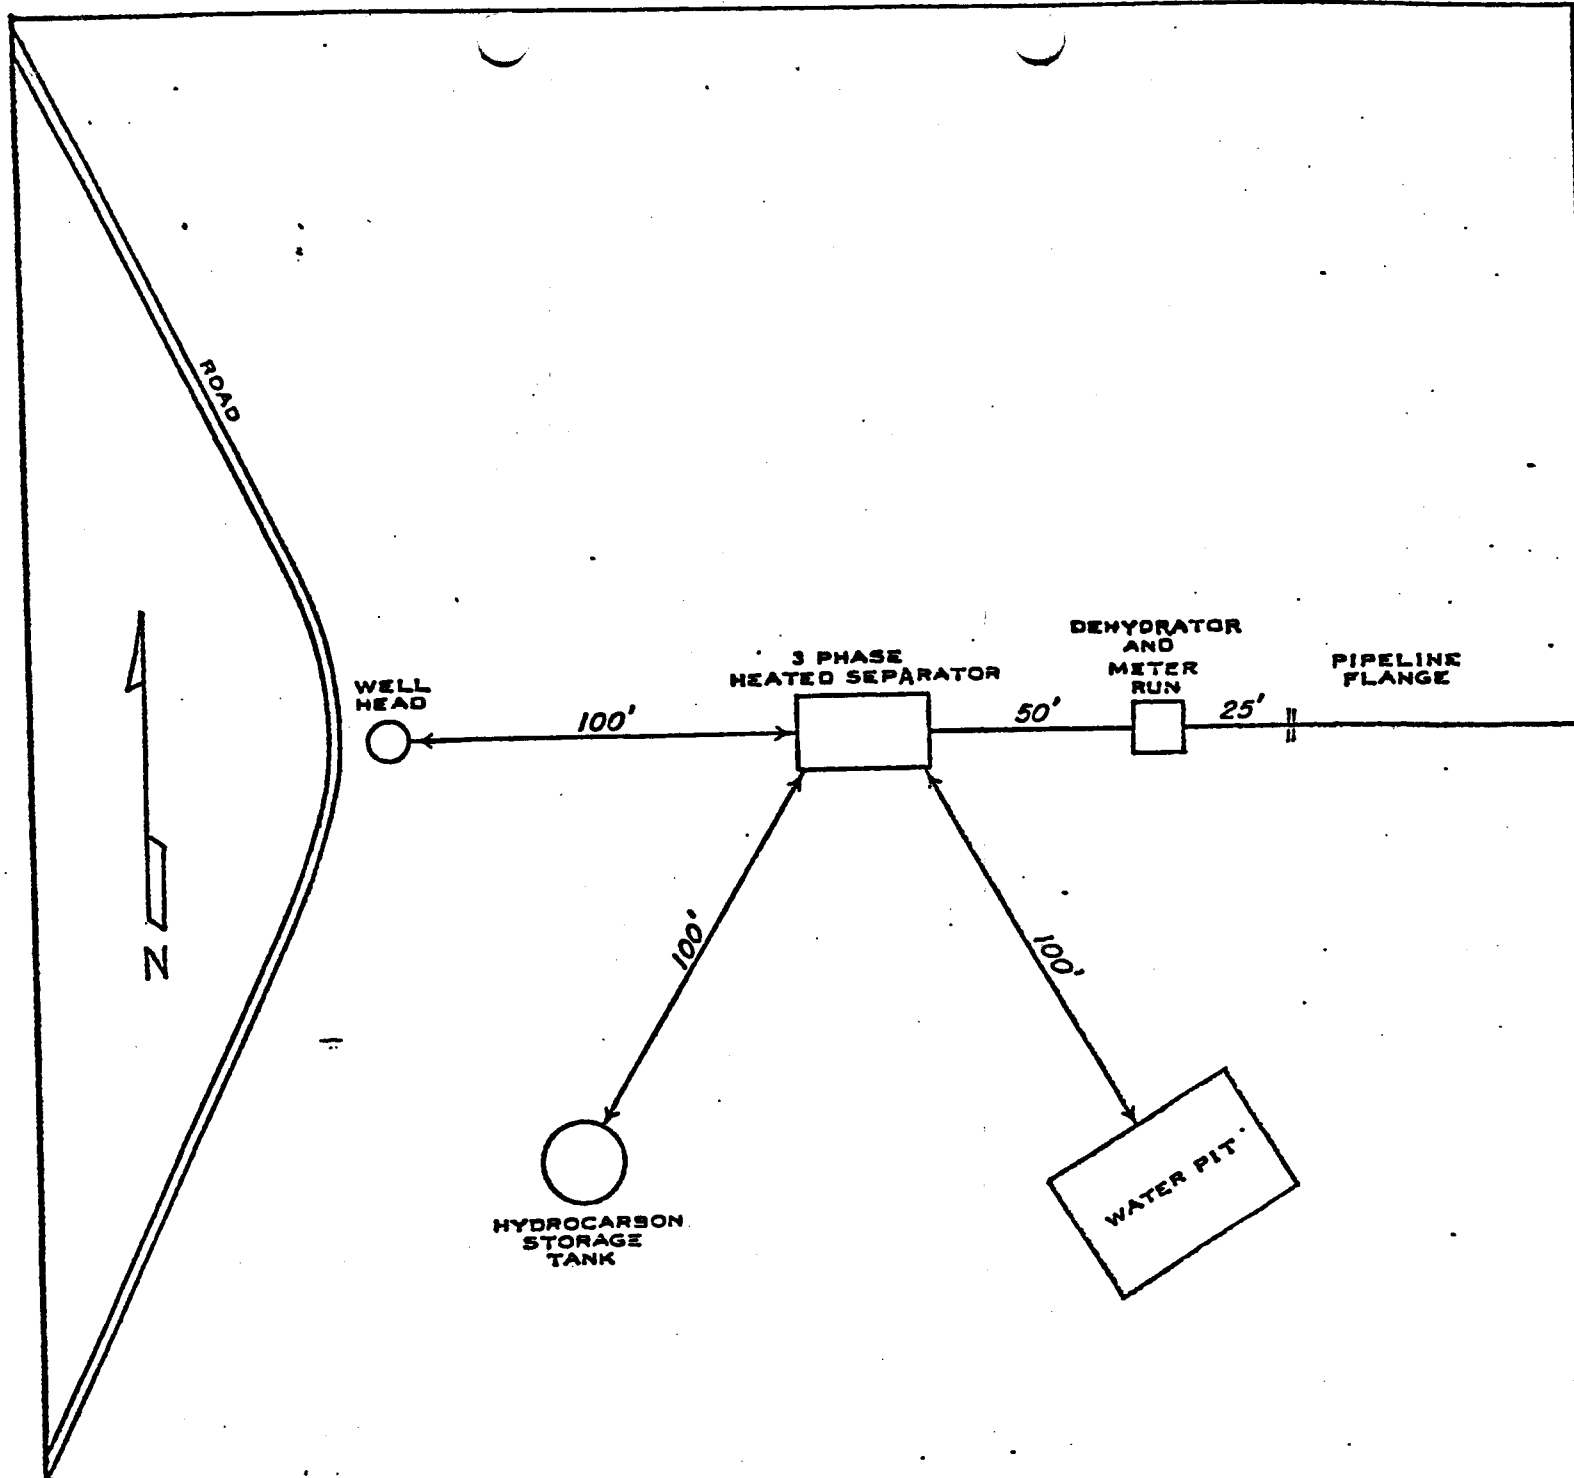 ROAD
WELL
HEAD
100'
3 PHASE
HEATED SEPARATOR
50'
DEHYDRATOR
AND
METER
RUN
25'
PIPELINE
FLANGE
N
100'
100'
HYDROCARBON
STORAGE
TANK
WATER PIT